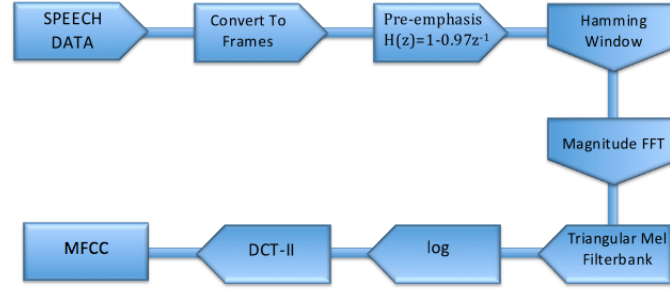 SPEECH
DATA
Convert To
Frames
Pre-emphasis
H(z)=1-0.97z⁻¹
Hamming
Window
Magnitude FFT
Triangular Mel
Filterbank
log
DCT-II
MFCC